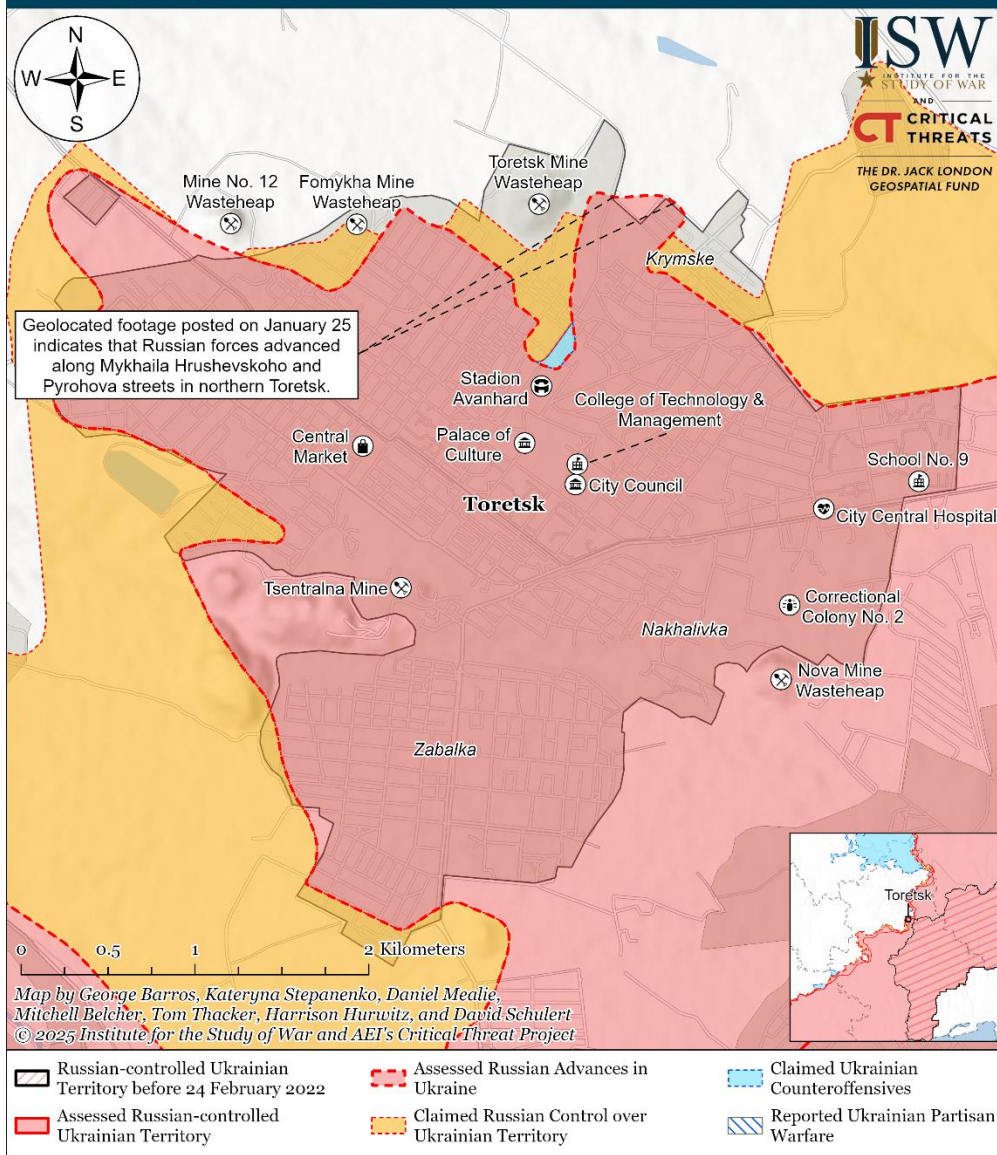 N
W E
S
ISW
INSTITUTE FOR THE
STUDY OF WAR
AND
CT CRITICAL
THREATS
THE DR. JACK LONDON
GEOSPATIAL FUND
Mine No. 12
Wasteheap
Fomykha Mine
Wasteheap
Toretsk Mine
Wasteheap
Krymske
Geolocated footage posted on January 25
indicates that Russian forces advanced
along Mykhaila Hrushevskoho and
Pyrohova streets in northern Toretsk.
Stadion
Avanhard
College of Technology &
Management
Central
Market
Palace of
Culture
City Council
School No. 9
Toretsk
City Central Hospital
Tsentralna Mine
Correctional
Colony No. 2
Nakhalivka
Nova Mine
Wasteheap
Zabalka
Toretsk
0 0.5 1 2 Kilometers
Map by George Barros, Kateryna Stepanenko, Daniel Mealie,
Mitchell Belcher, Tom Thacker, Harrison Hurwitz, and David Schulert
© 2025 Institute for the Study of War and AEI's Critical Threat Project
Russian-controlled Ukrainian
Territory before 24 February 2022
Assessed Russian-controlled
Ukrainian Territory
Assessed Russian Advances in
Ukraine
Claimed Russian Control over
Ukrainian Territory
Claimed Ukrainian
Counteroffensives
Reported Ukrainian Partisan
Warfare